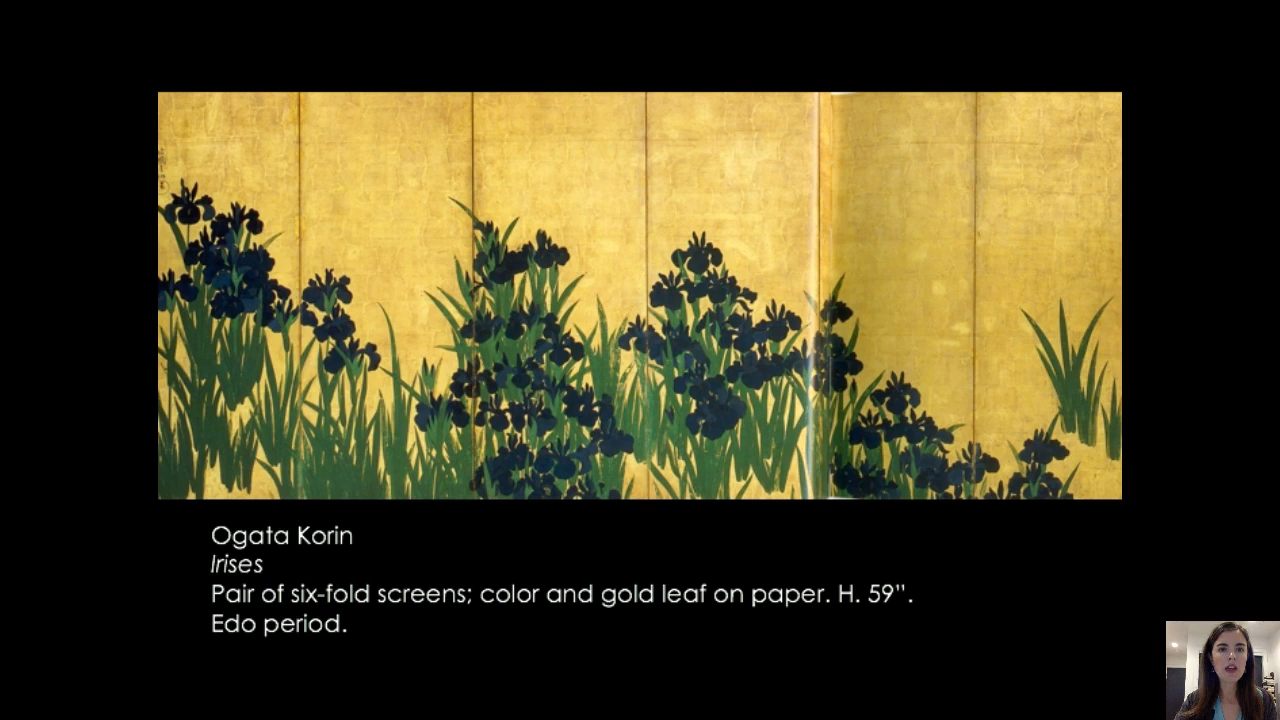 Ogata Korin
Irises
Pair of six-fold screens; color and gold leaf on paper. H. 59”.
Edo period.